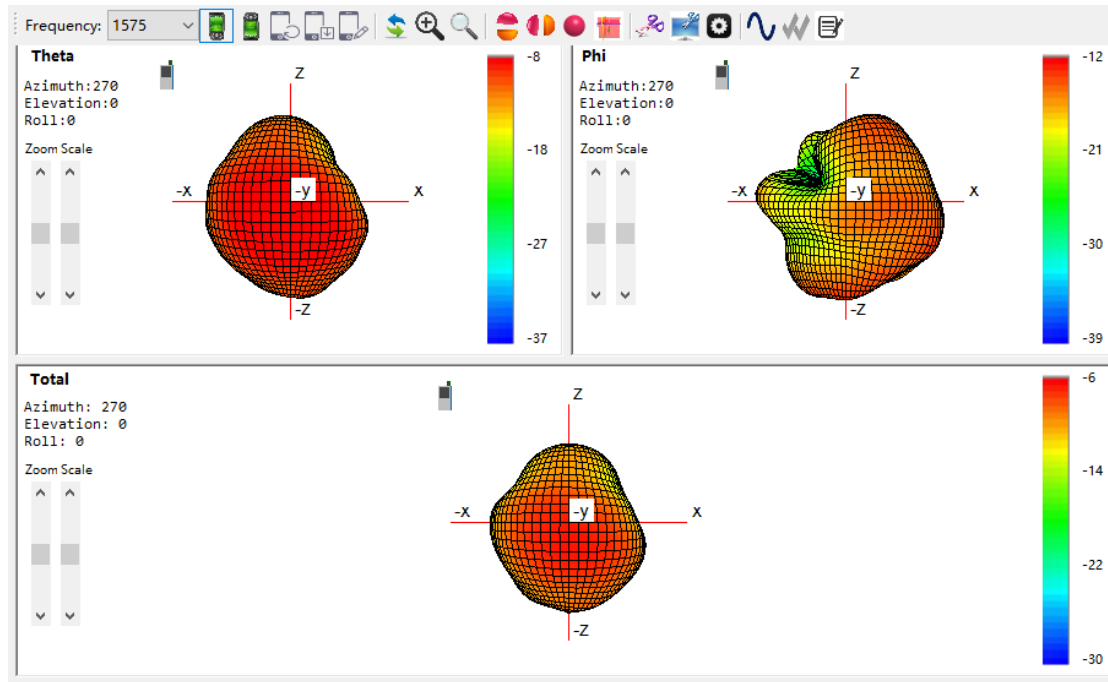 Frequency: 1575
Theta
Azimuth:270
Elevation:0
Roll:0
Zoom Scale
Z
-x
-y
x
-Z
-8
-18
-27
-37
Phi
Azimuth:270
Elevation:0
Roll:0
Zoom Scale
Z
-x
-y
x
-Z
-12
-21
-30
-39
Total
Azimuth: 270
Elevation: 0
Roll: 0
Zoom Scale
Z
-x
-y
x
-Z
-6
-14
-22
-30